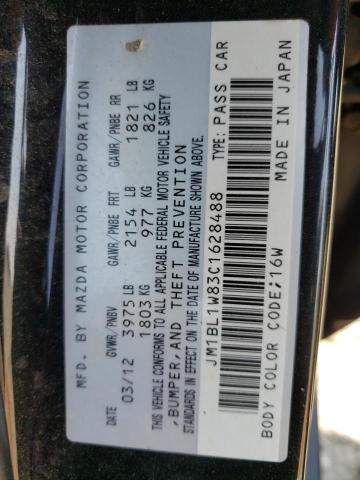 MFD. BY MAZDA MOTOR CORPORATION
DATE GVWR/PNBV GAWR/PNBE FRT GAWR/PNBE RR
03/12 3975 LB 2154 LB 1821 LB
1803 KG 977 KG 826 KG
THIS VEHICLE CONFORMS TO ALL APPLICABLE FEDERAL MOTOR VEHICLE SAFETY
,BUMPER, AND THEFT PREVENTION
STANDARDS IN EFFECT ON THE DATE OF MANUFACTURE SHOWN ABOVE.
JM1BL1W83C1628488 TYPE: PASS CAR
BODY COLOR CODE:16W MADE IN JAPAN